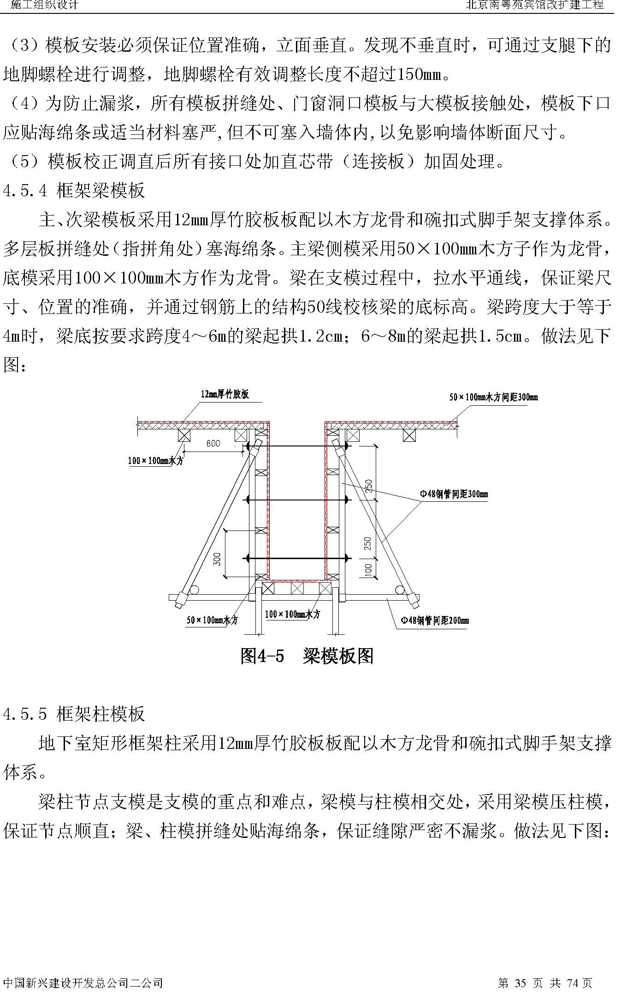 施工组织设计 北京南粤苑宾馆改扩建工程
（3）模板安装必须保证位置准确，立面垂直。发现不垂直时，可通过支腿下的
地脚螺栓进行调整，地脚螺栓有效调整长度不超过150mm。
（4）为防止漏浆，所有模板拼缝处、门窗洞口模板与大模板接触处，模板下口
应贴海绵条或适当材料塞严,但不可塞入墙体内,以免影响墙体断面尺寸。
（5）模板校正调直后所有接口处加直芯带（连接板）加固处理。
4.5.4 框架梁模板
主、次梁模板采用12mm厚竹胶板板配以木方龙骨和碗扣式脚手架支撑体系。
多层板拼缝处（指拼角处）塞海绵条。主梁侧模采用50×100mm木方子作为龙骨，
底模采用100×100mm木方作为龙骨。梁在支模过程中，拉水平通线，保证梁尺
寸、位置的准确，并通过钢筋上的结构50线校核梁的底标高。梁跨度大于等于
4m时，梁底按要求跨度4～6m的梁起拱1.2cm；6～8m的梁起拱1.5cm。做法见下
图：
12mm厚竹胶板
50×100mm木方间距300mm
600
100×100mm木方
250
Φ48钢管间距300mm
250
300
100
50×100mm木方
100×100mm木方
Φ48钢管间距200mm
图4-5 梁模板图
4.5.5 框架柱模板
地下室矩形框架柱采用12mm厚竹胶板板配以木方龙骨和碗扣式脚手架支撑
体系。
梁柱节点支模是支模的重点和难点，梁模与柱模相交处，采用梁模压柱模，
保证节点顺直；梁、柱模拼缝处贴海绵条，保证缝隙严密不漏浆。做法见下图：
中国新兴建设开发总公司二公司 第 35 页 共 74 页